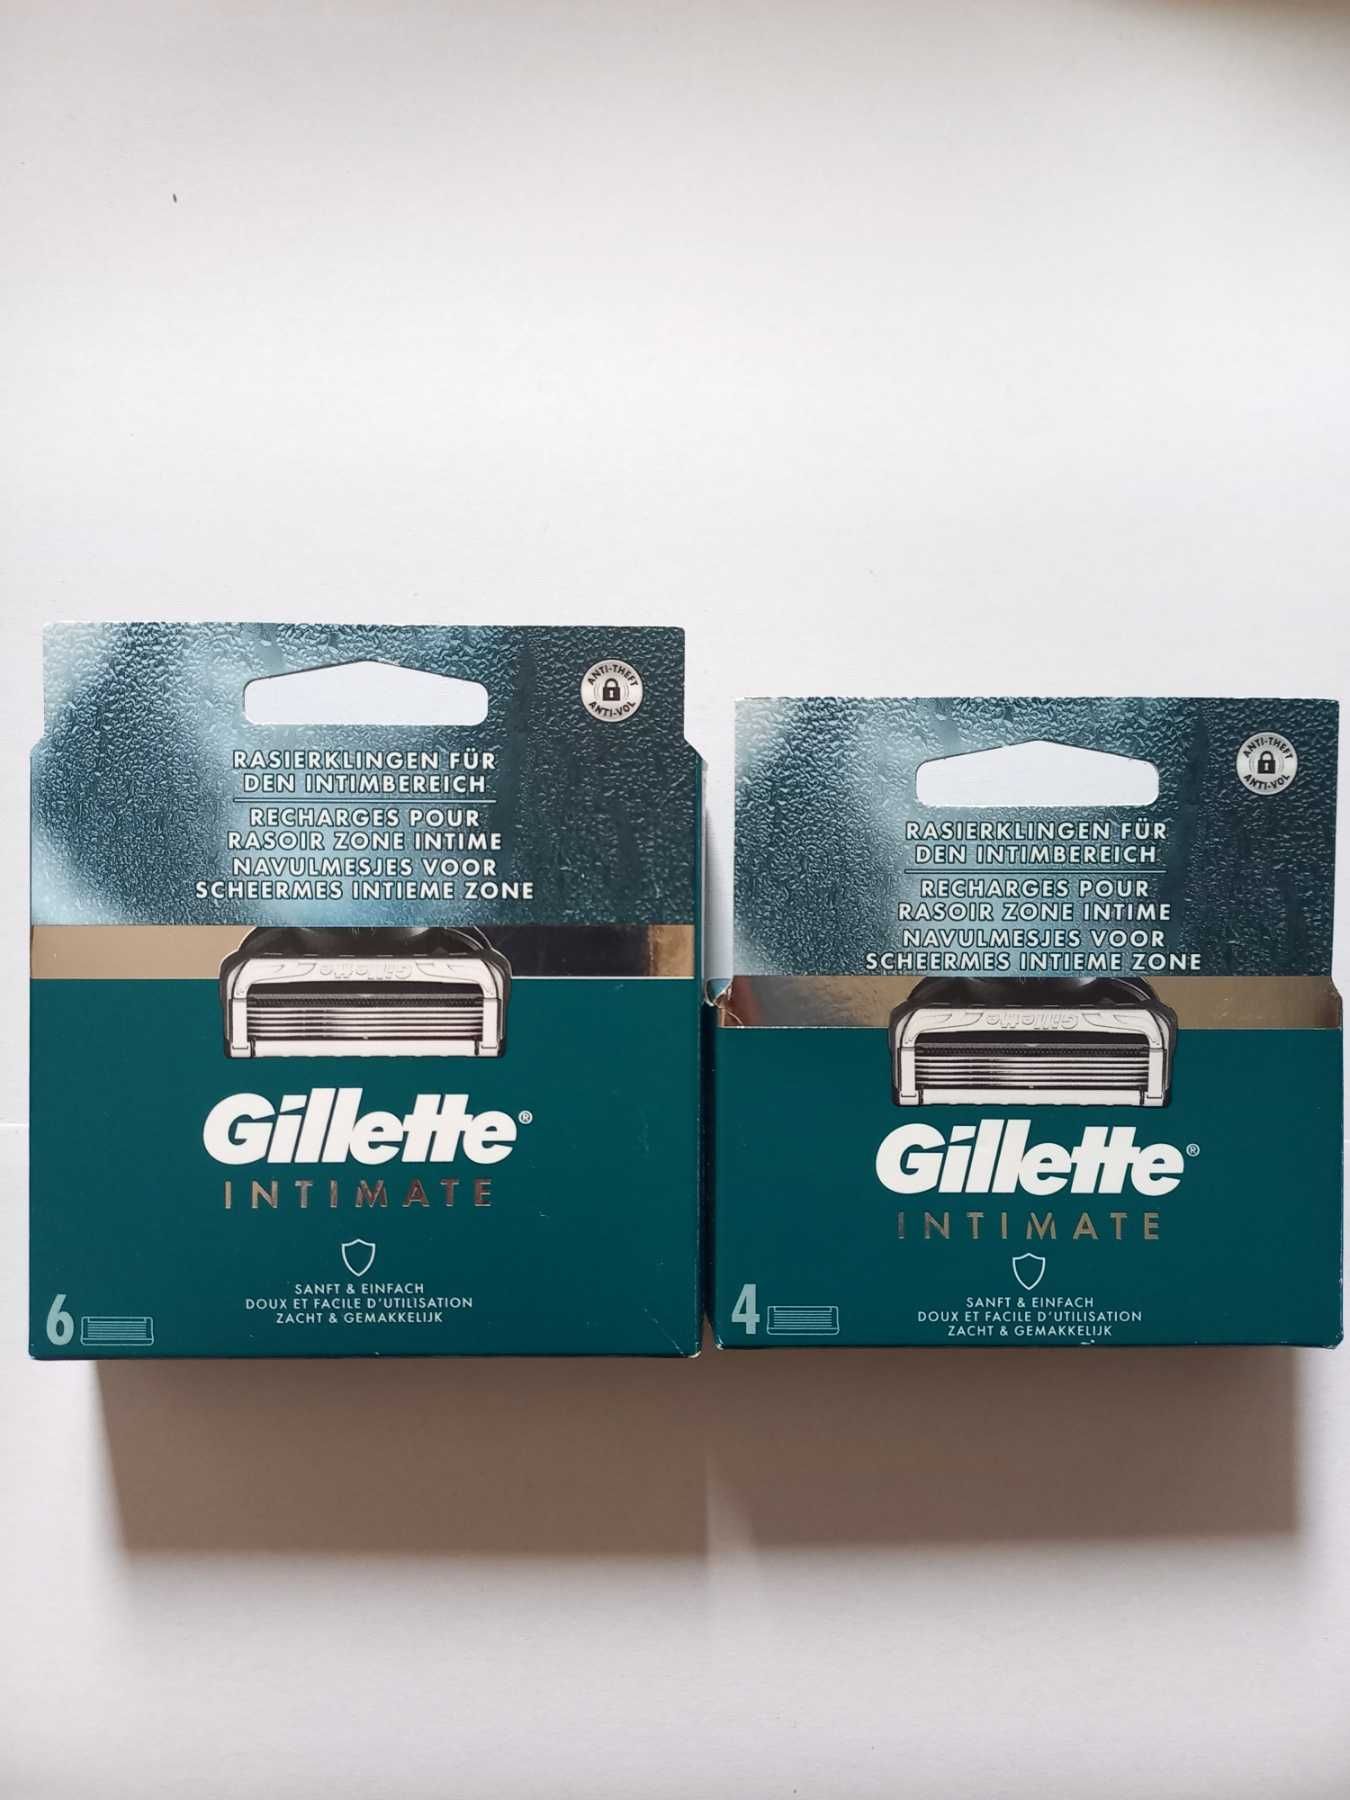 ANTI-THEFT
ANTI-VOL
RASIERKLINGEN FÜR
DEN INTIMBEREICH
RECHARGES POUR
RASOIR ZONE INTIME
NAVULMESJES VOOR
SCHEERMES INTIEME ZONE
Gillette
Gillette®
INTIMATE
SANFT & EINFACH
DOUX ET FACILE D'UTILISATION
ZACHT & GEMAKKELIJK
6
ANTI-THEFT
ANTI-VOL
RASIERKLINGEN FÜR
DEN INTIMBEREICH
RECHARGES POUR
RASOIR ZONE INTIME
NAVULMESJES VOOR
SCHEERMES INTIEME ZONE
Gillette
Gillette®
INTIMATE
SANFT & EINFACH
DOUX ET FACILE D'UTILISATION
ZACHT & GEMAKKELIJK
4